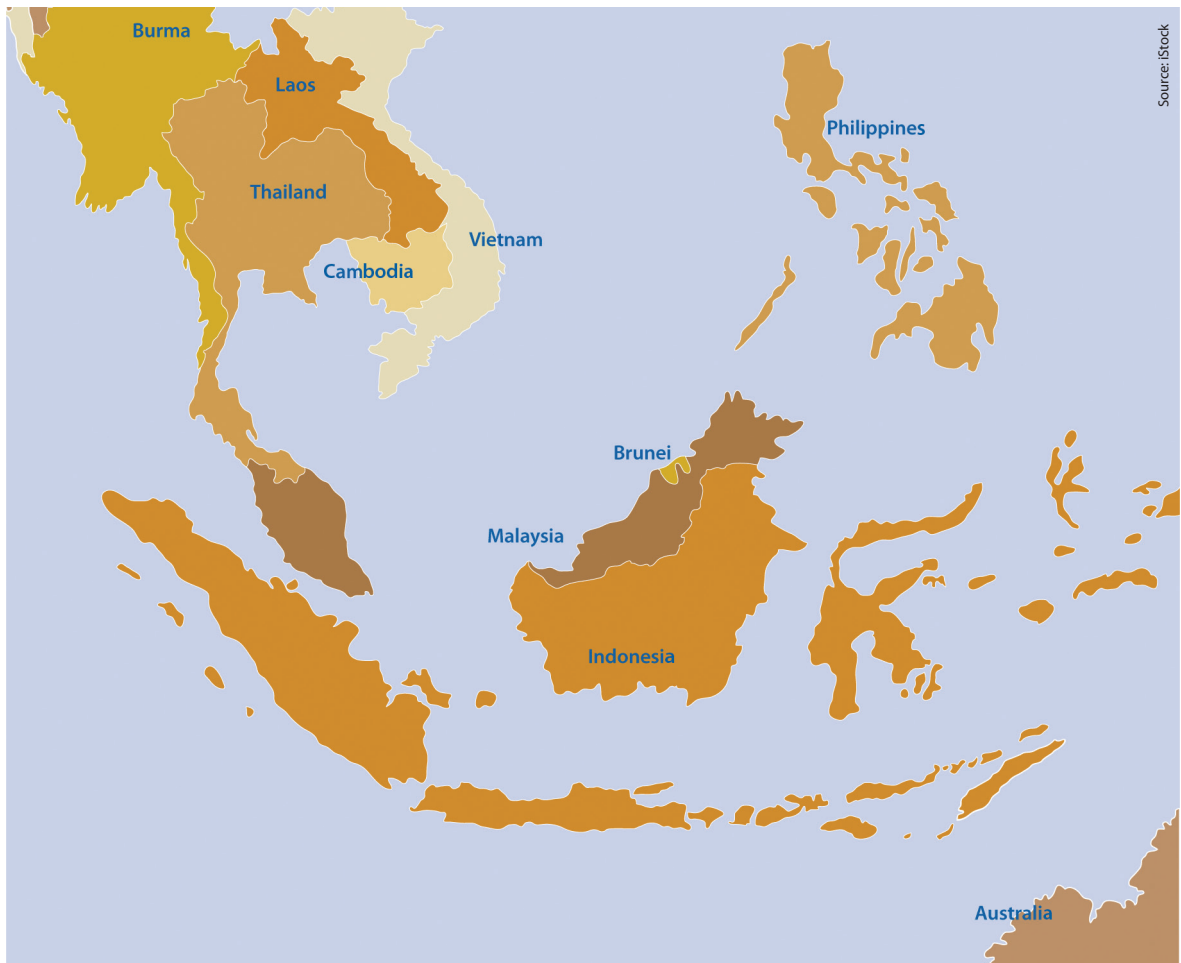 Burma
Source: iStock
Laos
Philippines
Thailand
Vietnam
Cambodia
Brunei
Malaysia
Indonesia
Australia